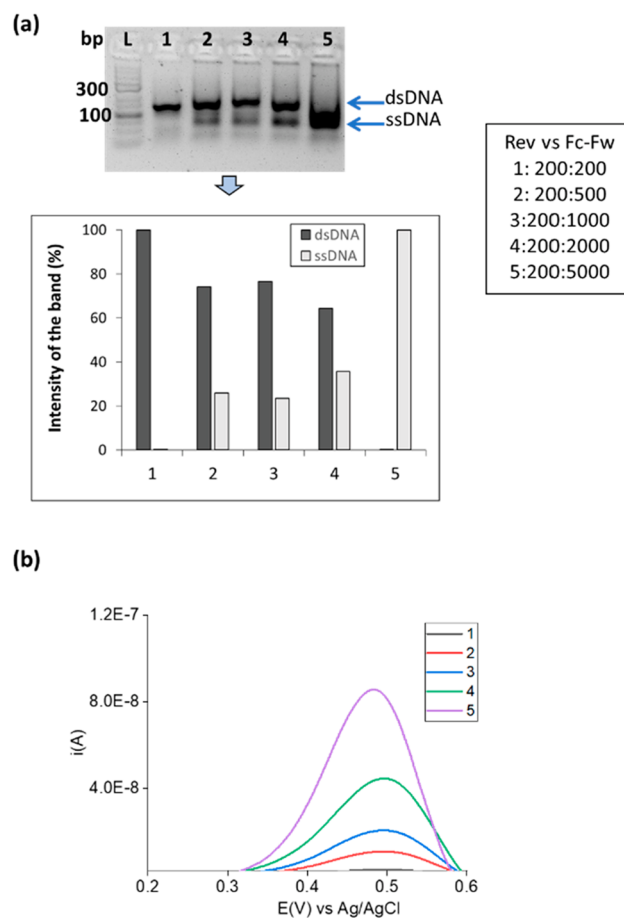 (a)
bp L 1 2 3 4 5
300
100
dsDNA
ssDNA
Rev vs Fc-Fw
1: 200:200
2: 200:500
3:200:1000
4:200:2000
5:200:5000
Intensity of the band (%)
100
80
60
40
20
0
dsDNA
ssDNA
1 2 3 4 5
(b)
1.2E-7
8.0E-8
4.0E-8
i(A)
1
2
3
4
5
0.2 0.3 0.4 0.5 0.6
E(V) vs Ag/AgCl